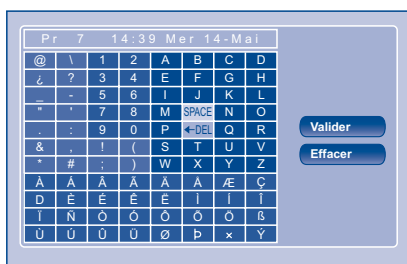 Pr 7 14:39 Mer 14-Mai
@ \ 1 2 A B C D
¿ ? 3 4 E F G H
_ - 5 6 I J K L
" ' 7 8 M SPACE N O
. : 9 0 P ←DEL Q R
& , ! ( S T U V
* # ; ) W X Y Z
À Á Â Ã Ä Å Æ Ç
D È É Ê Ë Ì Í Î
Ï Ñ Ò Ó Ô Õ Ö ß
Ù Ú Û Ü Ø Þ × Ý
Valider
Effacer